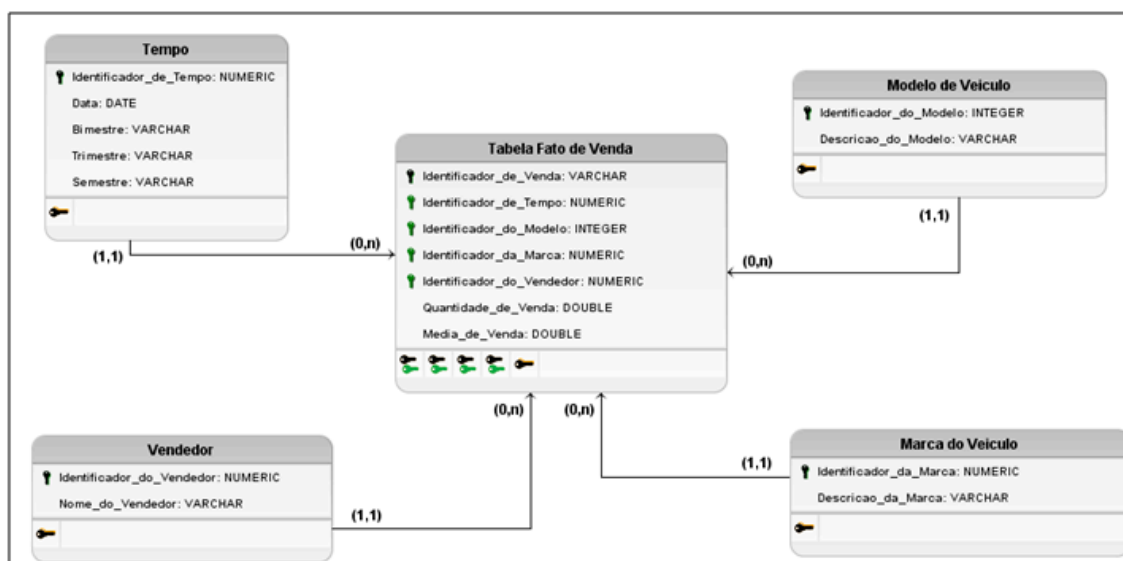 Tempo
Identificador_de_Tempo: NUMERIC
Data: DATE
Bimestre: VARCHAR
Trimestre: VARCHAR
Semestre: VARCHAR
(1,1)
(0,n)
Modelo de Veiculo
Identificador_do_Modelo: INTEGER
Descricao_do_Modelo: VARCHAR
(1,1)
(0,n)
Tabela Fato de Venda
Identificador_de_Venda: VARCHAR
Identificador_de_Tempo: NUMERIC
Identificador_do_Modelo: INTEGER
Identificador_da_Marca: NUMERIC
Identificador_do_Vendedor: NUMERIC
Quantidade_de_Venda: DOUBLE
Media_de_Venda: DOUBLE
(0,n)
(0,n)
Vendedor
Identificador_do_Vendedor: NUMERIC
Nome_do_Vendedor: VARCHAR
(1,1)
(1,1)
Marca do Veiculo
Identificador_da_Marca: NUMERIC
Descricao_da_Marca: VARCHAR